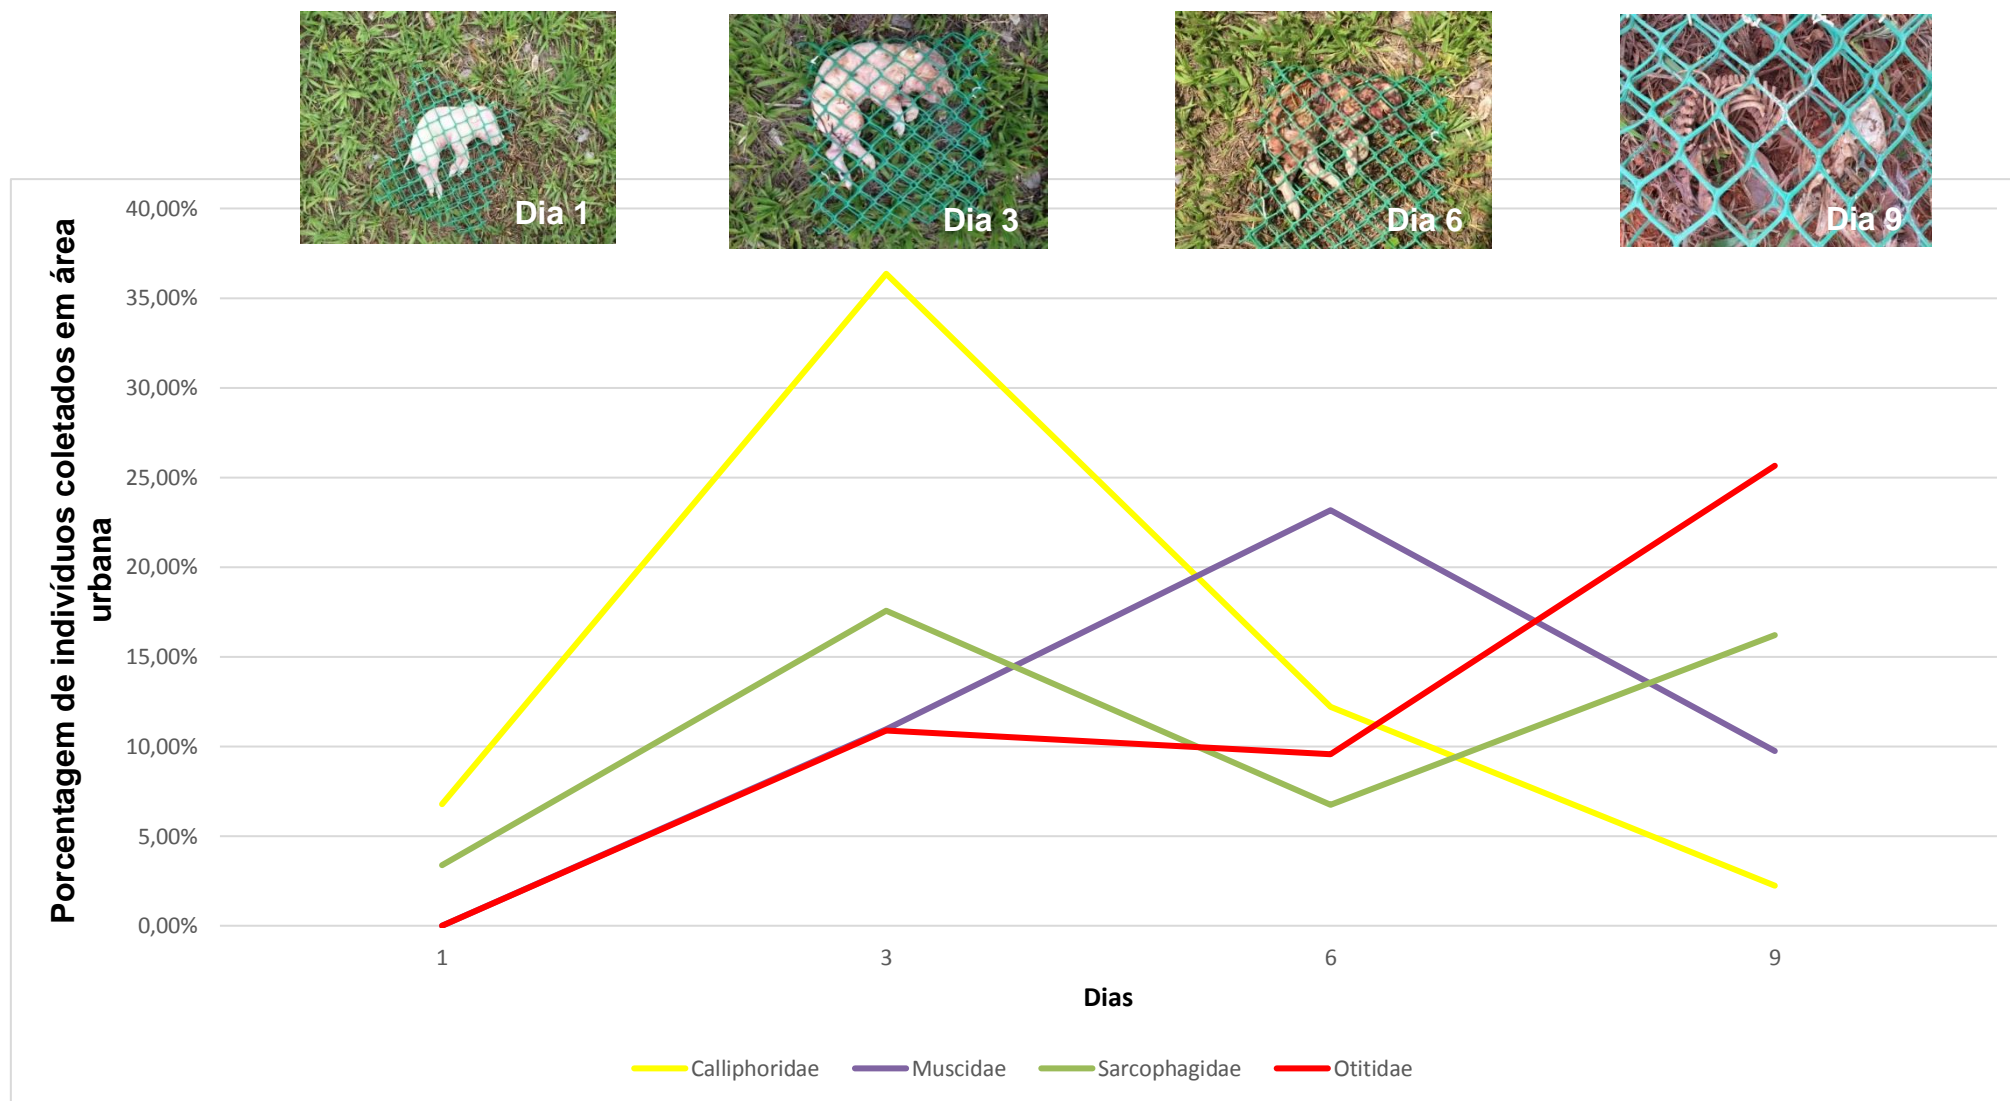 Dia 1
Dia 3
Dia 6
Dia 9
Porcentagem de indivíduos coletados em área
urbana
40,00%
35,00%
30,00%
25,00%
20,00%
15,00%
10,00%
5,00%
0,00%
1
3
6
9
Dias
Calliphoridae
Muscidae
Sarcophagidae
Otitidae